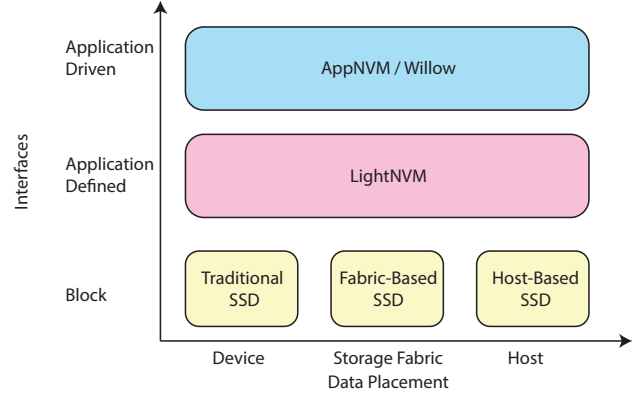 Application
Driven
AppNVM / Willow
Interfaces
Application
Defined
LightNVM
Block
Traditional
SSD
Fabric-Based
SSD
Host-Based
SSD
Device
Storage Fabric
Host
Data Placement